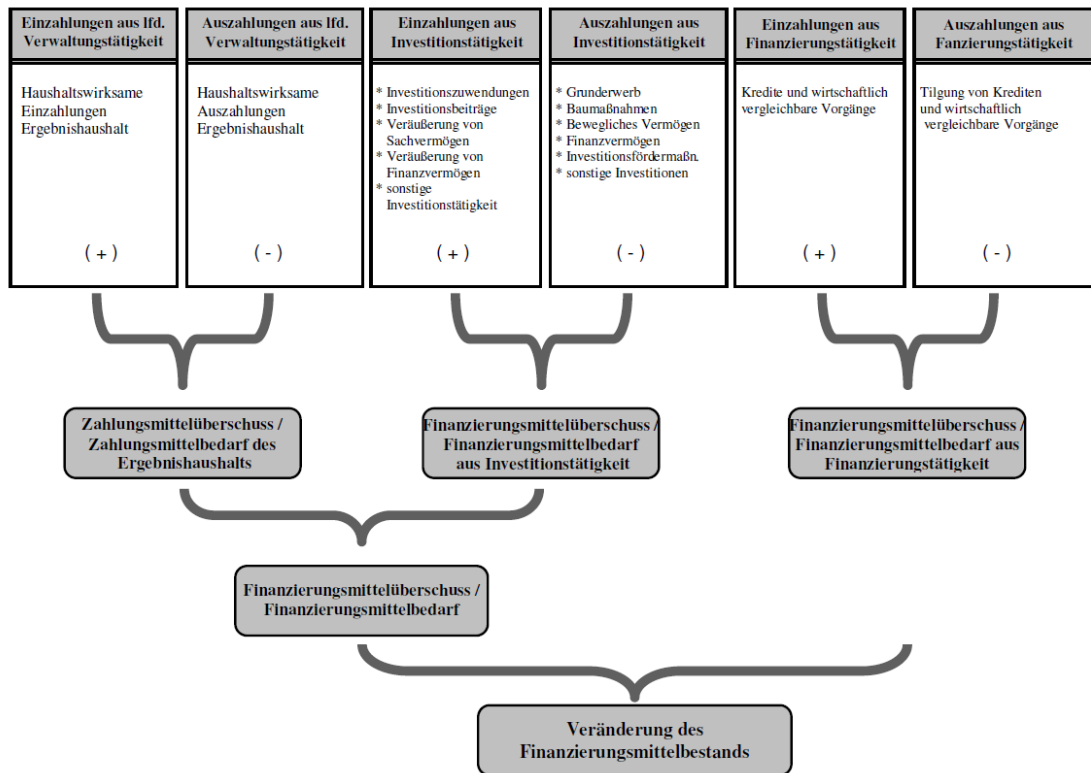 Einzahlungen aus lfd.
Verwaltungstätigkeit
Haushaltswirksame
Einzahlungen
Ergebnishaushalt
( + )
Auszahlungen aus lfd.
Verwaltungstätigkeit
Haushaltswirksame
Auszahlungen
Ergebnishaushalt
( - )
Einzahlungen aus
Investitionstätigkeit
* Investitionszuwendungen
* Investitionsbeiträge
* Veräußerung von
Sachvermögen
* Veräußerung von
Finanzvermögen
* sonstige
Investitionstätigkeit
( + )
Auszahlungen aus
Investitionstätigkeit
* Grunderwerb
* Baumaßnahmen
* Bewegliches Vermögen
* Finanzvermögen
* Investitionsfördermaßn.
* sonstige Investitionen
( - )
Einzahlungen aus
Finanzierungstätigkeit
Kredite und wirtschaftlich
vergleichbare Vorgänge
( + )
Auszahlungen aus
Fanzierungstätigkeit
Tilgung von Krediten
und wirtschaftlich
vergleichbare Vorgänge
( - )
Zahlungsmittelüberschuss /
Zahlungsmittelbedarf des
Ergebnishaushalts
Finanzierungsmittelüberschuss /
Finanzierungsmittelbedarf
aus Investitionstätigkeit
Finanzierungsmittelüberschuss /
Finanzierungsmittelbedarf aus
Finanzierungstätigkeit
Finanzierungsmittelüberschuss /
Finanzierungsmittelbedarf
Veränderung des
Finanzierungsmittelbestands